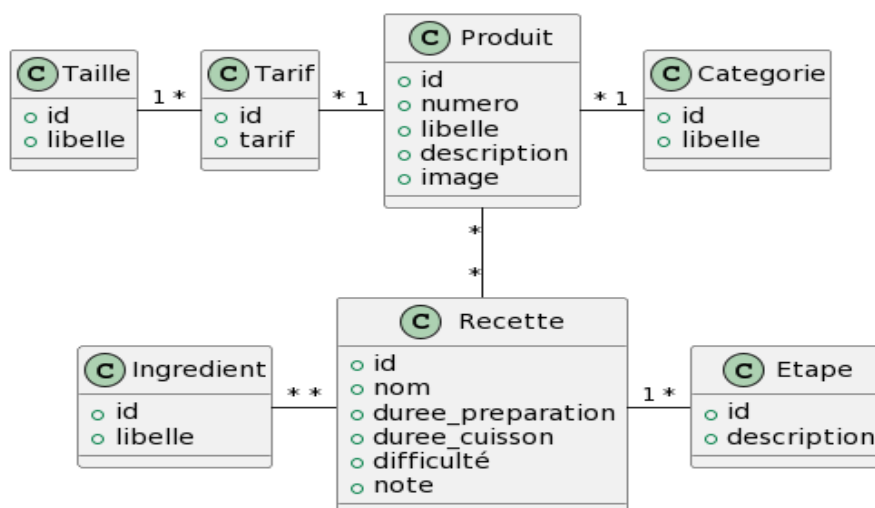 C Taille
id
libelle
1 *
C Tarif
id
tarif
* 1
C Produit
id
numero
libelle
description
image
* 1
C Categorie
id
libelle
*
*
C Ingredient
id
libelle
* *
C Recette
id
nom
duree_preparation
duree_cuisson
difficulté
note
1 *
C Etape
id
description